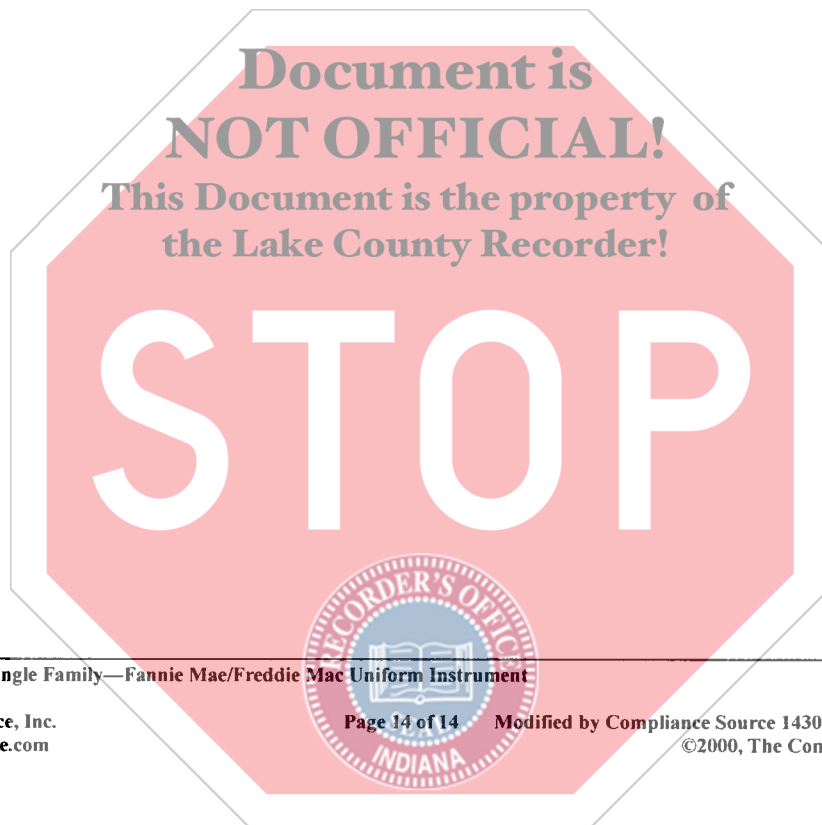 Document is
NOT OFFICIAL!
This Document is the property of
the Lake County Recorder!
STOP
RECORDER'S OFFICE
ngle Family—Fannie Mae/Freddie Mac Uniform Instrument
ce, Inc. Page 14 of 14 Modified by Compliance Source 1430
e.com ©2000, The Com
SEAL
INDIANA